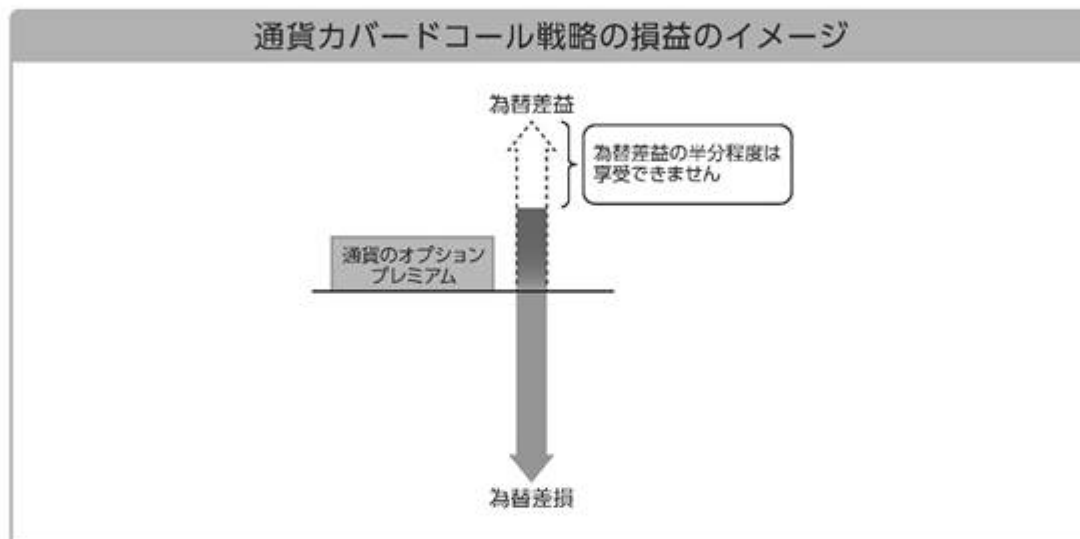 通貨カバードコール戦略の損益のイメージ
為替差益
為替差益の半分程度は
享受できません
通貨のオプション
プレミアム
為替差損